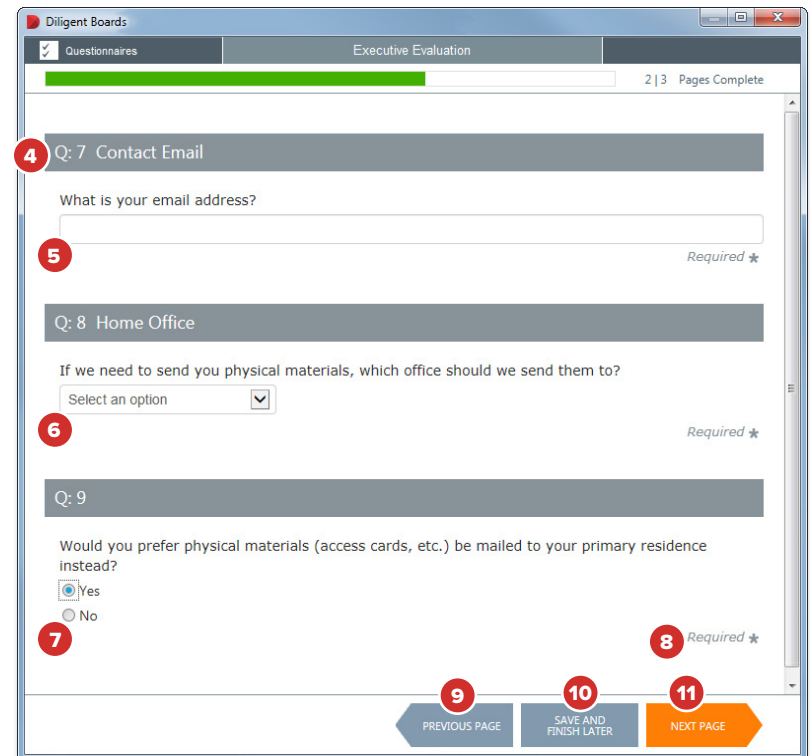 Diligent Boards
Questionnaires
Executive Evaluation
2|3 Pages Complete
4
Q: 7 Contact Email
What is your email address?
5
Required *
Q: 8 Home Office
If we need to send you physical materials, which office should we send them to?
Select an option
6
Required *
Q: 9
Would you prefer physical materials (access cards, etc.) be mailed to your primary residence
instead?
Yes
No
7
8
Required *
9
10
11
PREVIOUS PAGE
SAVE AND
FINISH LATER
NEXT PAGE